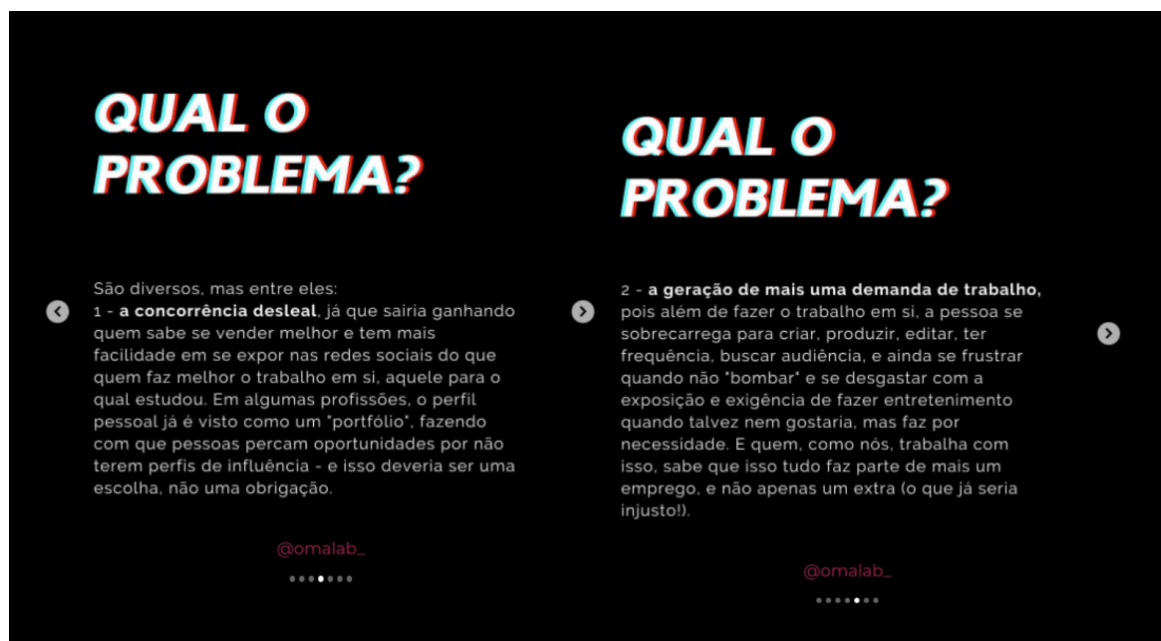 QUAL O
PROBLEMA?
São diversos, mas entre eles:
1 - a concorrência desleal, já que sairia ganhando
quem sabe se vender melhor e tem mais
facilidade em se expor nas redes sociais do que
quem faz melhor o trabalho em si, aquele para o
qual estudou. Em algumas profissões, o perfil
pessoal já é visto como um "portfólio", fazendo
com que pessoas percam oportunidades por não
terem perfis de influência - e isso deveria ser uma
escolha, não uma obrigação.
@omalab_
QUAL O
PROBLEMA?
2 - a geração de mais uma demanda de trabalho,
pois além de fazer o trabalho em si, a pessoa se
sobrecarrega para criar, produzir, editar, ter
frequência, buscar audiência, e ainda se frustrar
quando não "bombar" e se desgastar com a
exposição e exigência de fazer entretenimento
quando talvez nem gostaria, mas faz por
necessidade. E quem, como nós, trabalha com
isso, sabe que isso tudo faz parte de mais um
emprego, e não apenas um extra (o que já seria
injusto!).
@omalab_